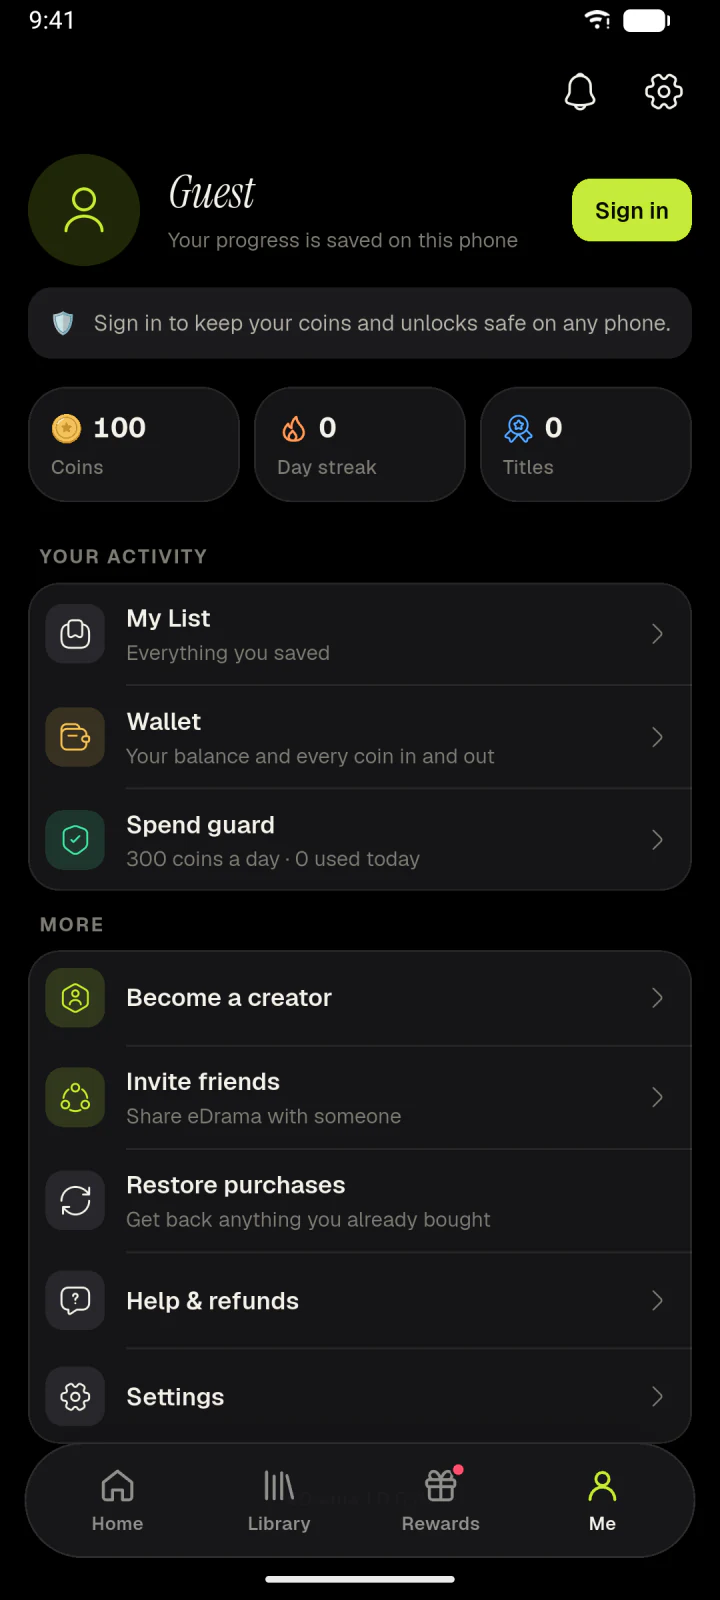 9:41
Guest
Your progress is saved on this phone
Sign in
Sign in to keep your coins and unlocks safe on any phone.
100
Coins
0
Day streak
0
Titles
YOUR ACTIVITY
My List
Everything you saved
Wallet
Your balance and every coin in and out
Spend guard
300 coins a day · 0 used today
MORE
Become a creator
Invite friends
Share eDrama with someone
Restore purchases
Get back anything you already bought
Help & refunds
Settings
Home
Library
Rewards
Me